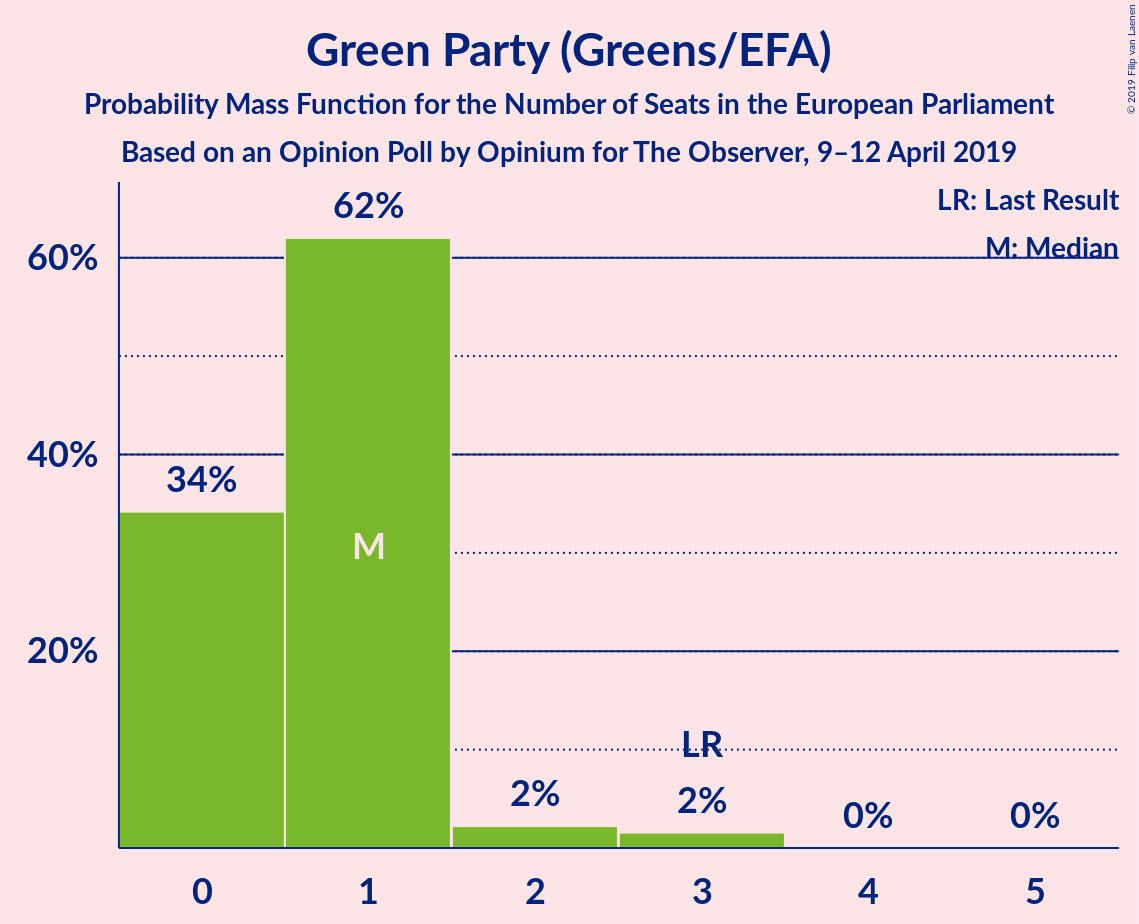 Green Party (Greens/EFA)
Probability Mass Function for the Number of Seats in the European Parliament
Based on an Opinion Poll by Opinium for The Observer, 9–12 April 2019
© 2019 Filip van Laenen
LR: Last Result
M: Median
60%
40%
20%
62%
34%
M
LR
2%
2%
0%
0%
0
1
2
3
4
5